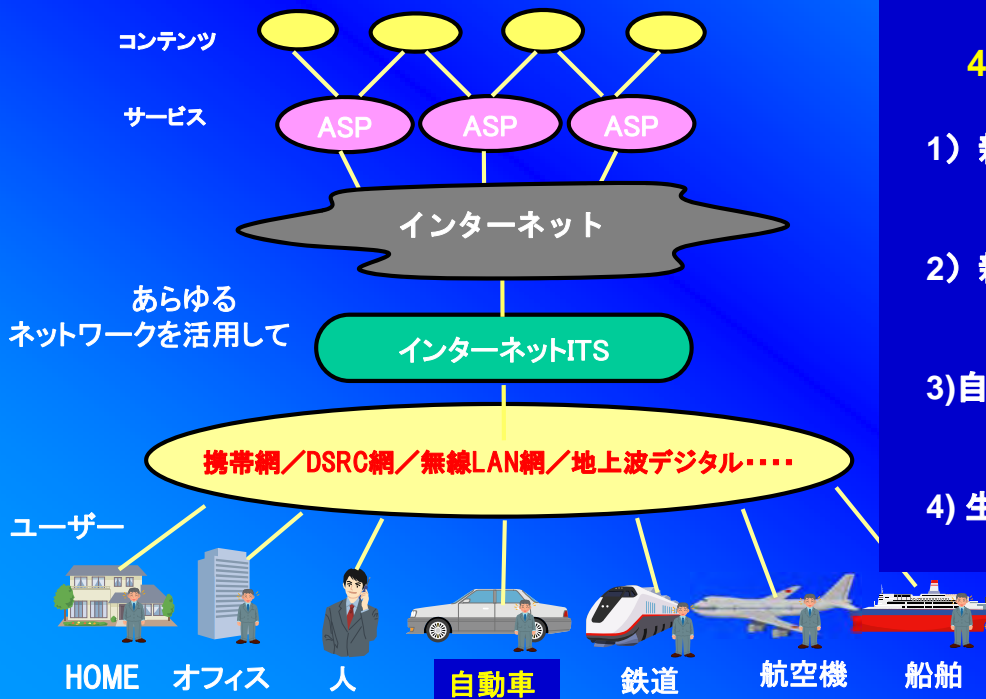 コンテンツ
サービス
ASP
ASP
ASP
インターネット
あらゆる
ネットワークを活用して
インターネットITS
携帯網／DSRC網／無線LAN網／地上波デジタル・・・・
ユーザー
HOME
オフィス
人
自動車
鉄道
航空機
船舶
4
1）
2）
3)自
4) 生